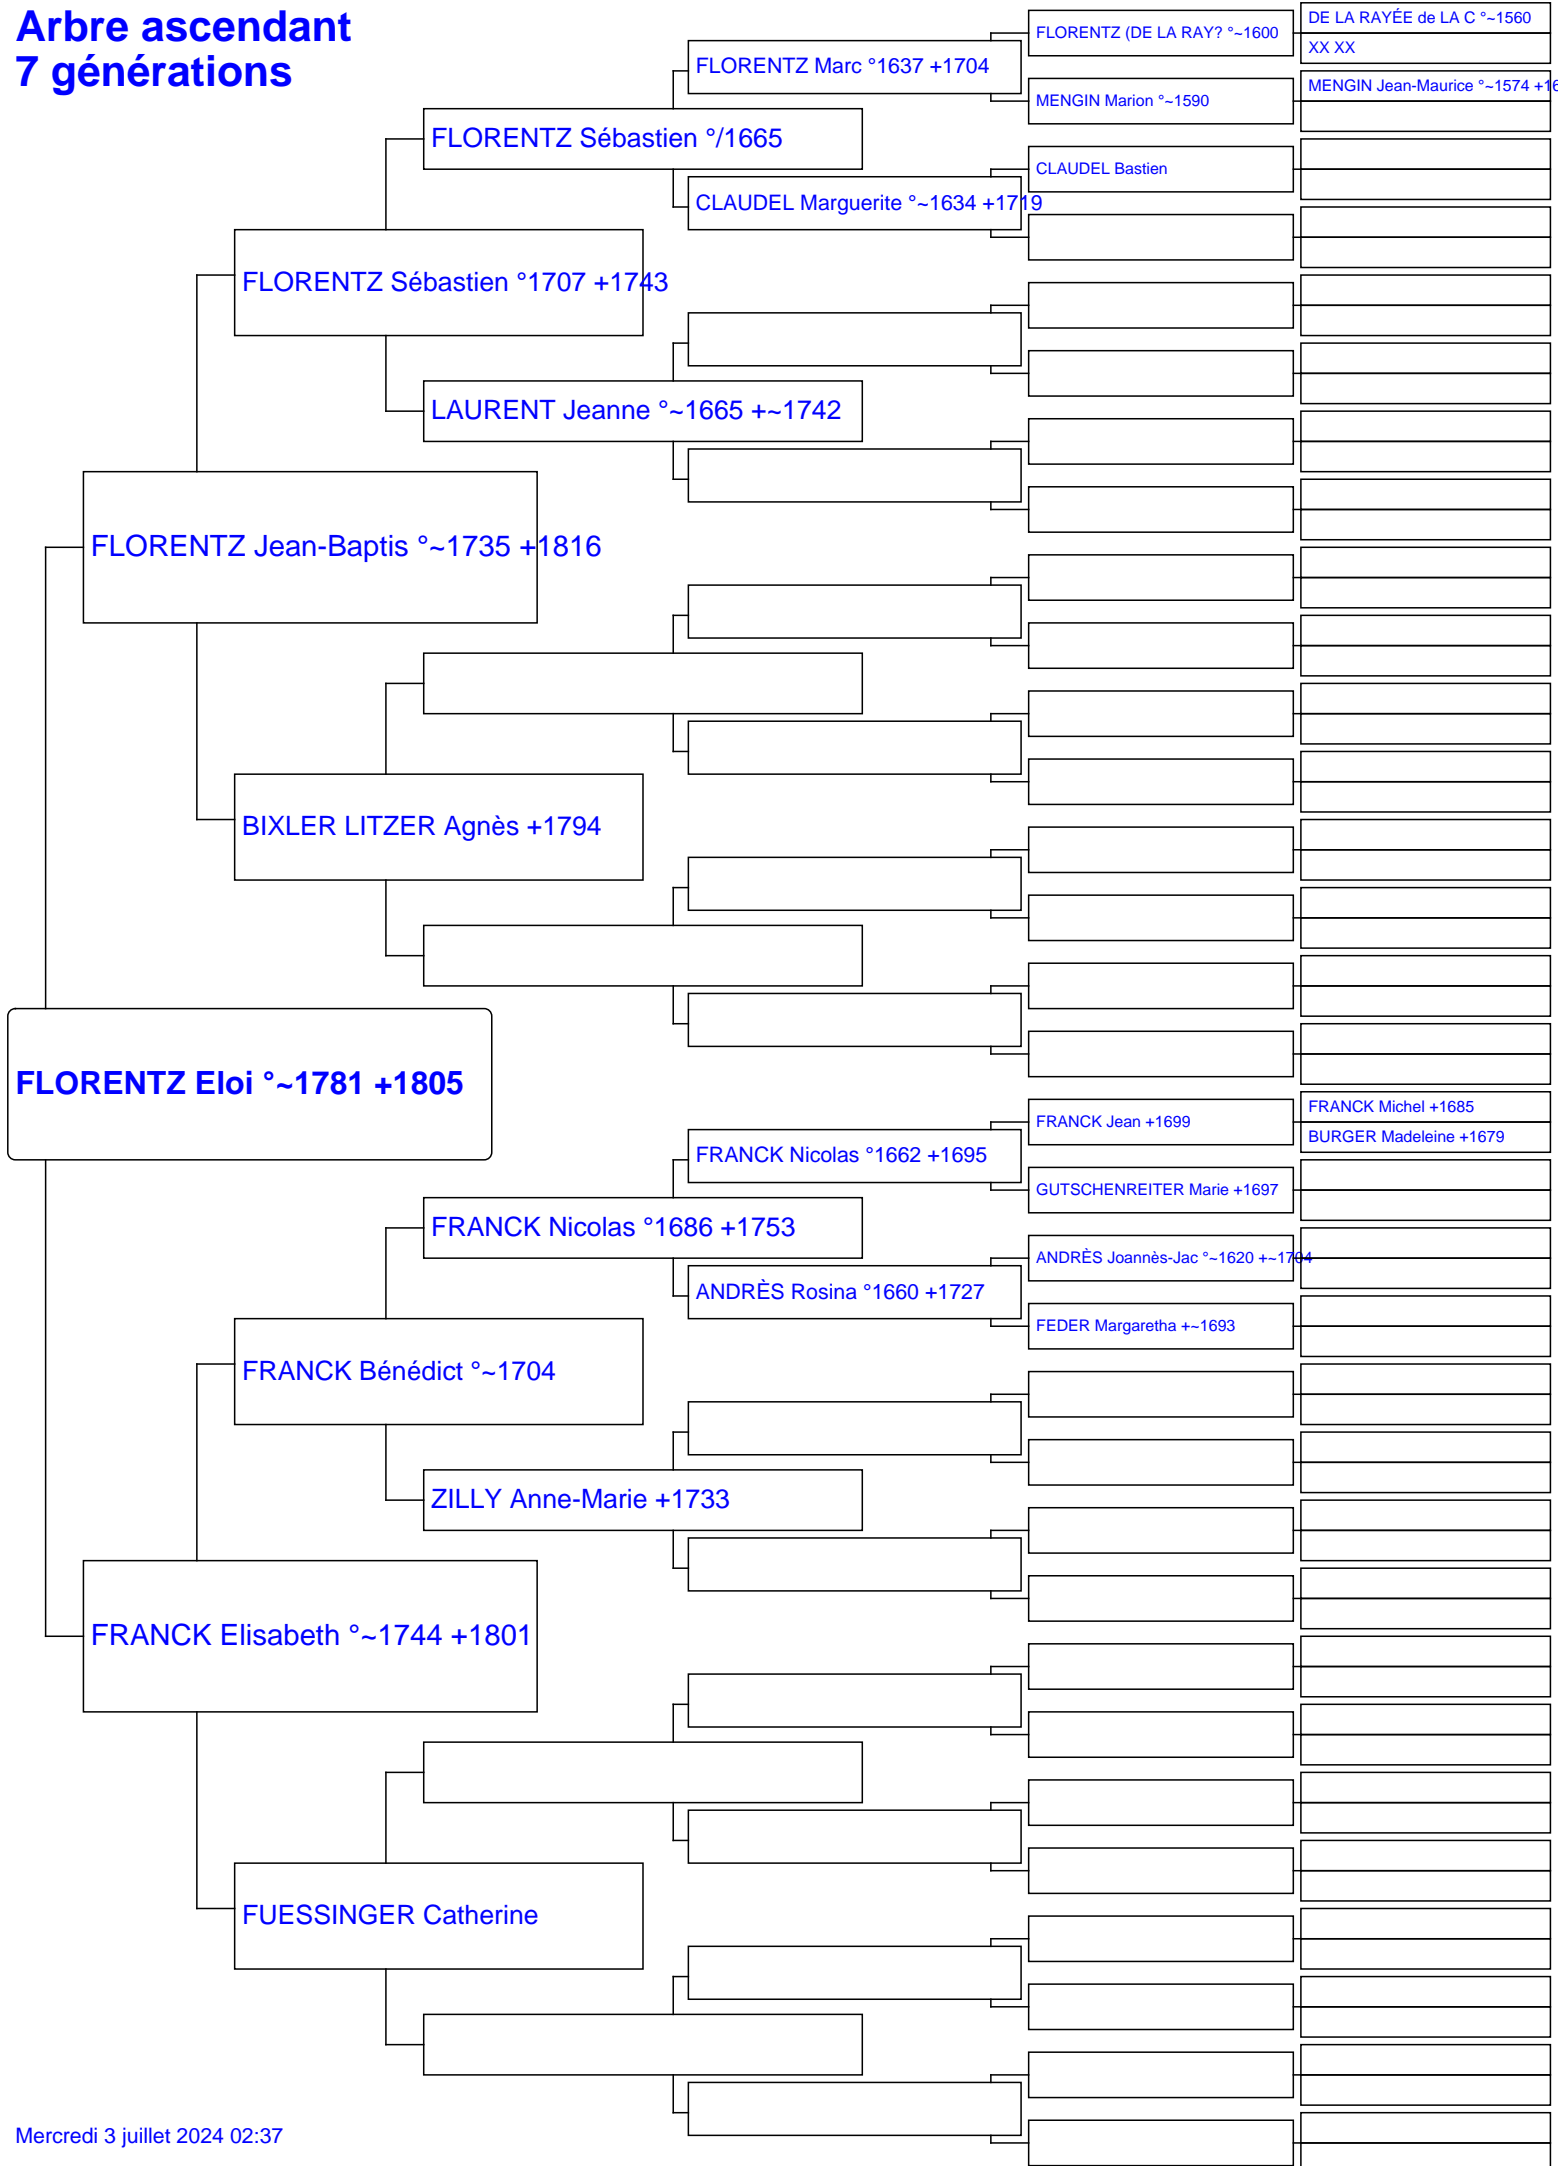 Arbre ascendant
7 générations
FLORENTZ (DE LA RAY? °~1600
DE LA RAYÉE de LA C °~1560
XX XX
FLORENTZ Marc °1637 +1704
MENGIN Marion °~1590
MENGIN Jean-Maurice °~1574 +16
FLORENTZ Sébastien °/1665
CLAUDEL Bastien
CLAUDEL Marguerite °~1634 +1719
FLORENTZ Sébastien °1707 +1743
LAURENT Jeanne °~1665 +~1742
FLORENTZ Jean-Baptis °~1735 +1816
BIXLER LITZER Agnès +1794
FLORENTZ Eloi °~1781 +1805
FRANCK Michel +1685
FRANCK Jean +1699
BURGER Madeleine +1679
FRANCK Nicolas °1662 +1695
GUTSCHENREITER Marie +1697
FRANCK Nicolas °1686 +1753
ANDRÈS Joannès-Jac °~1620 +~1704
ANDRÈS Rosina °1660 +1727
FEDER Margaretha +~1693
FRANCK Bénédict °~1704
ZILLY Anne-Marie +1733
FRANCK Elisabeth °~1744 +1801
FUESSINGER Catherine
Mercredi 3 juillet 2024 02:37